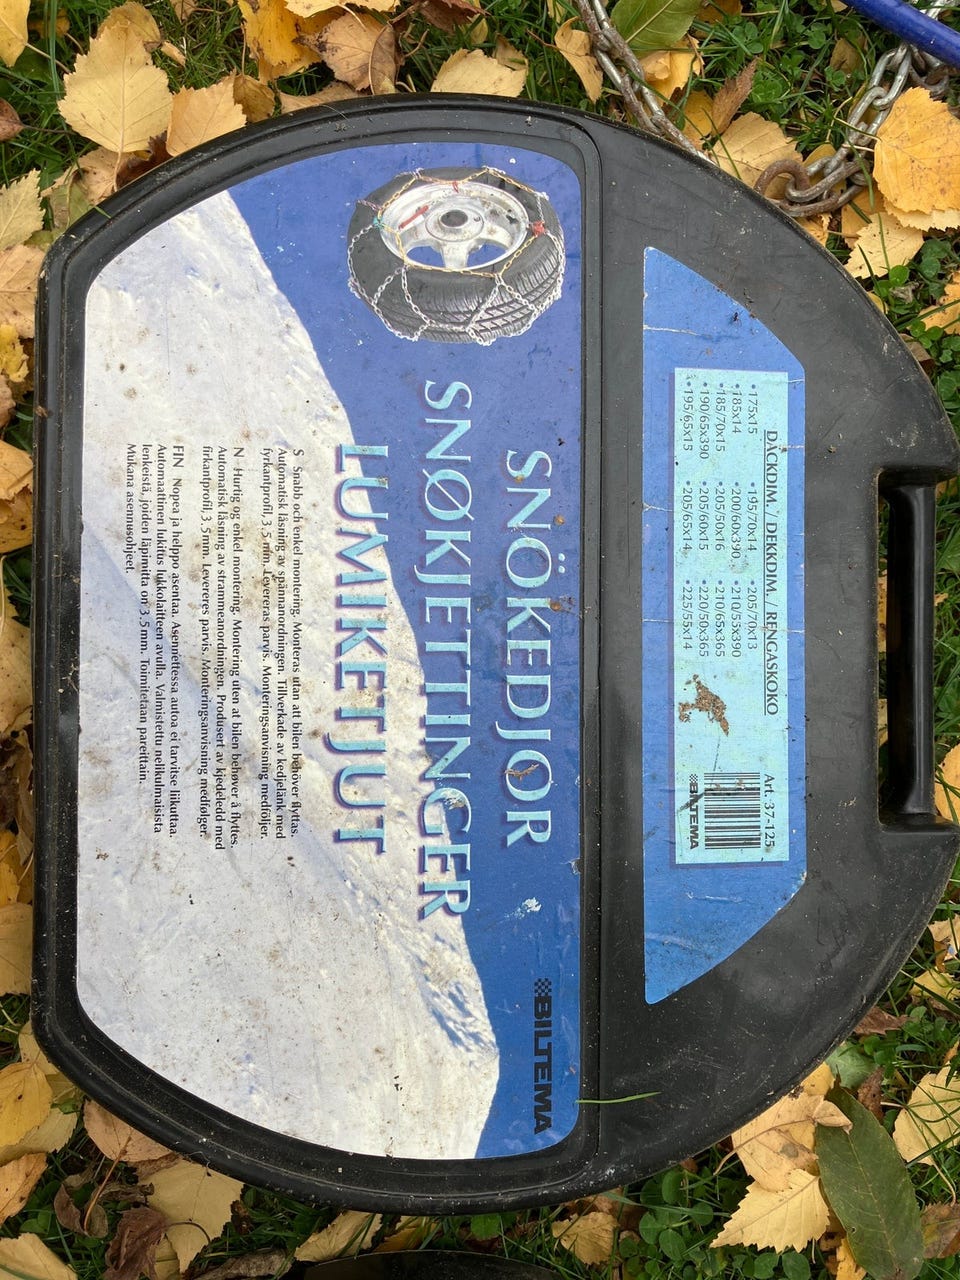 DÄCKDIM. / DEKKDIM. / RENGASKOKO
Art. 37-125
• 175x15 • 195/70x14 • 205/70x13
• 185x14 • 200/60x390 • 210/55x390
• 185/70x15 • 205/50x16 • 210/65x365
• 190/65x390 • 205/60x15 • 220/50x365
• 195/65x15 • 205/65x14 • 225/55x14
BILTEMA
BILTEMA
SNÖKEDJOR
SNØKJETTINGER
LUMIKETJUT
S Snabb och enkel montering. Monteras utan att bilen behöver flyttas.
Automatisk låsning av spännanordningen. Tillverkade av kedjelänk med
fyrkantprofil, 3,5 mm. Levereras parvis. Monteringsanvisning medföljer.
N Hurtig og enkel montering. Montering uten at bilen behøver å flyttes.
Automatisk låsning av strammeanordningen. Produsert av kjedeledd med
firkantprofil, 3,5mm. Leveres parvis. Monteringsanvisning medfølger.
FIN Nopea ja helppo asentaa. Asennettessa autoa ei tarvitse liikuttaa.
Automaattinen lukitus lukkolaitteen avulla. Valmistettu nelikulmaisista
lenkeistä, joiden läpimitta on 3,5mm. Toimitetaan pareittain.
Mukana asennusohjeet.